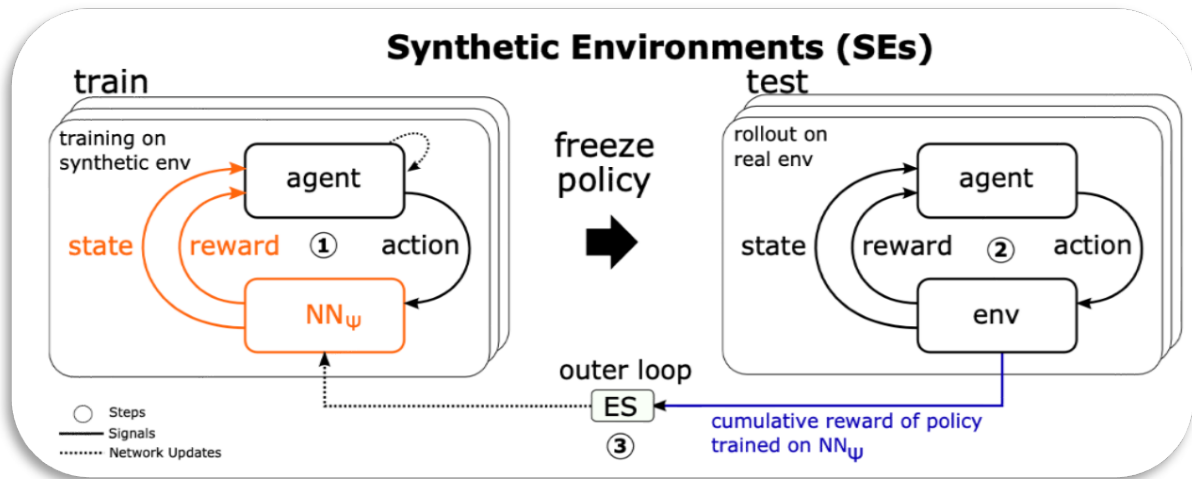 Synthetic Environments (SEs)
train
training on
synthetic env
agent
state
reward
①
action
NNψ
freeze
policy
test
rollout on
real env
agent
state
reward
②
action
env
outer loop
ES
③
cumulative reward of policy
trained on NNψ
Steps
Signals
Network Updates